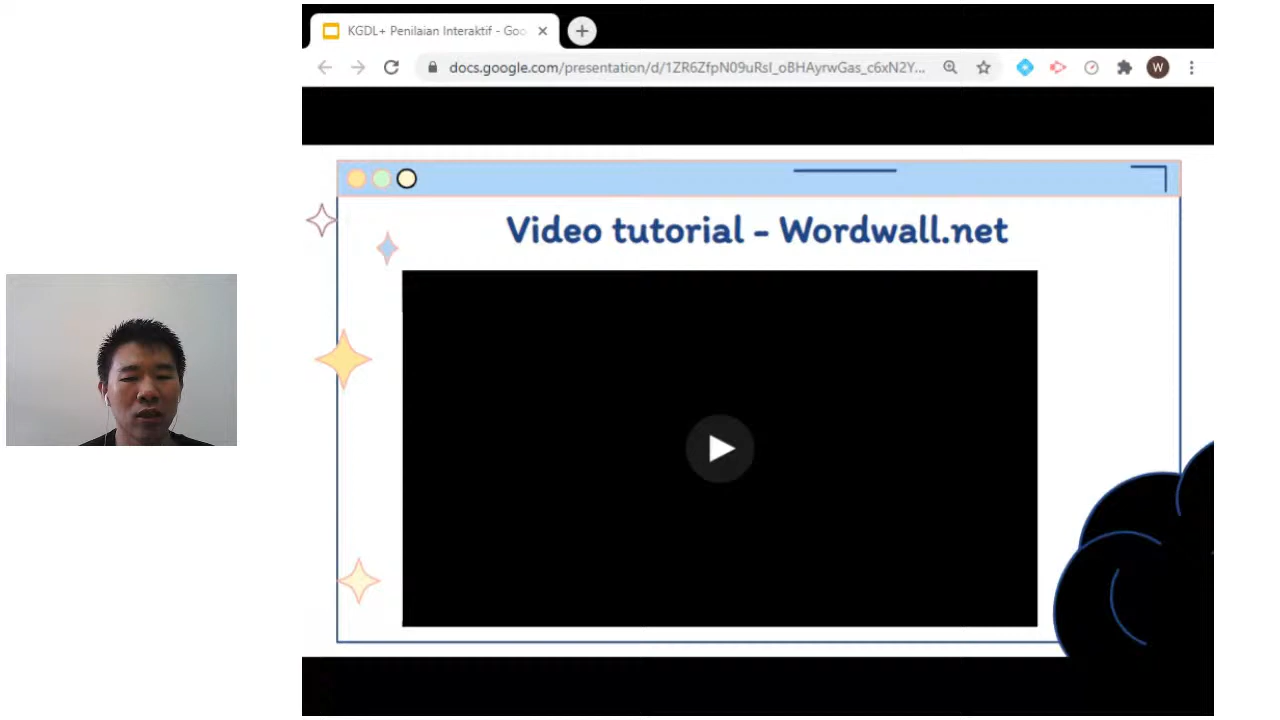 KGDL+ Penilaian Interaktif - Goo
docs.google.com/presentation/d/1ZR6ZfpN09uRsI_oBHAyrwGas_c6xN2Y...
W
Video tutorial - Wordwall.net